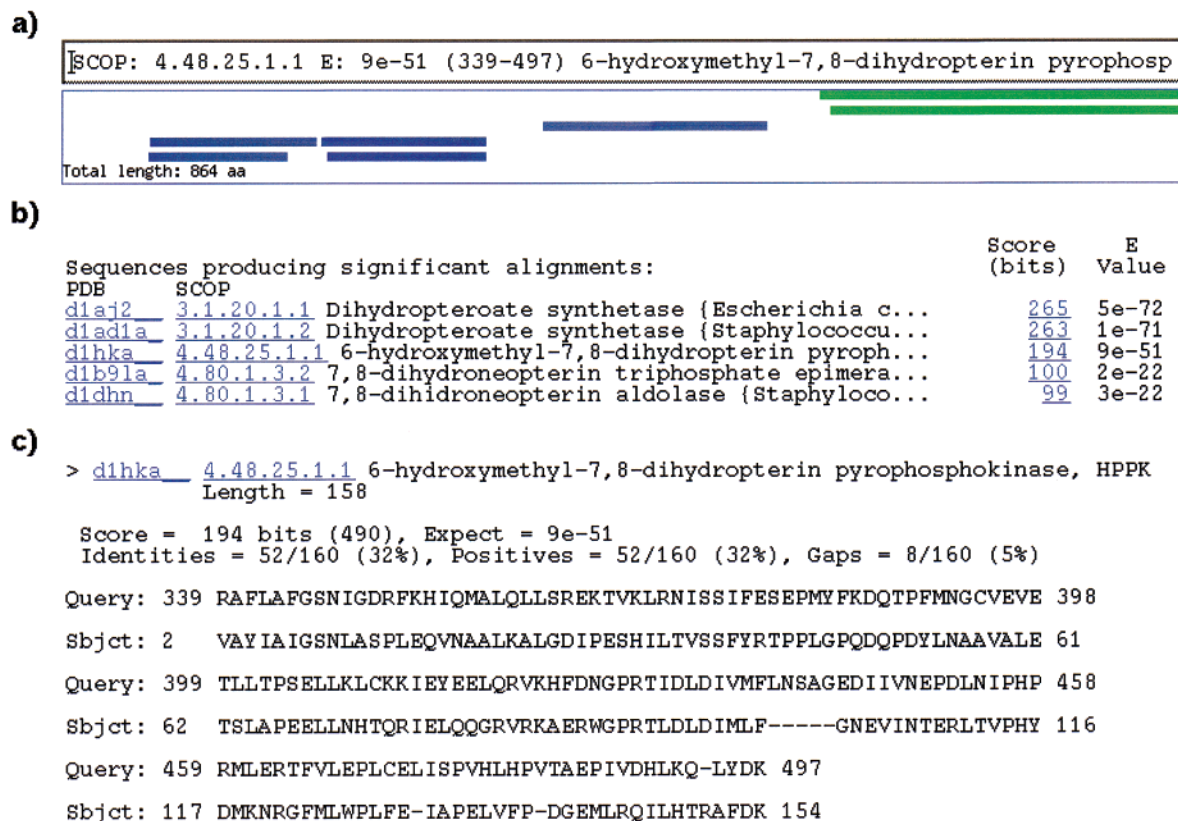 a)
SCOP: 4.48.25.1.1 E: 9e-51 (339-497) 6-hydroxymethyl-7,8-dihydropterin pyrophosp
Total length: 864 aa
b)
Score E
Sequences producing significant alignments: (bits) Value
PDB SCOP
d1aj2__ 3.1.20.1.1 Dihydropteroate synthetase {Escherichia c... 265 5e-72
d1ad1a_ 3.1.20.1.2 Dihydropteroate synthetase {Staphylococcu... 263 1e-71
d1hka__ 4.48.25.1.1 6-hydroxymethyl-7,8-dihydropterin pyroph... 194 9e-51
d1b9la_ 4.80.1.3.2 7,8-dihydroneopterin triphosphate epimera... 100 2e-22
d1dhn__ 4.80.1.3.1 7,8-dihidroneopterin aldolase {Staphyloco... 99 3e-22
c)
> d1hka__ 4.48.25.1.1 6-hydroxymethyl-7,8-dihydropterin pyrophosphokinase, HPPK
Length = 158
Score = 194 bits (490), Expect = 9e-51
Identities = 52/160 (32%), Positives = 52/160 (32%), Gaps = 8/160 (5%)
Query: 339 RAFLAFGSNIGDRFKHIQMALQLLSREKTVKLRNISSIFESEPMYFKDQTPFMNGCVEVE 398
Sbjct: 2 VAYIAIGSNLASPLEQVNAALKALGDIPESHILTVSSFYRTPPLGPQDQPDYLNAAVALE 61
Query: 399 TLLTPSELLKLCKKIEYEELQRVKHFDNGPRTIDLDIVMFLNSAGEDIIVNEPDLNIPHP 458
Sbjct: 62 TSLAPEELLNHTQRIELQQGRVRKAERWGPRTLDLDIMLF-----GNEVINTERLTVPHY 116
Query: 459 RMLERTFVLEPLCELISPVHLHPVTAEPIVDHLKQ-LYDK 497
Sbjct: 117 DMKNRGFMLWPLFE-IAPELVFP-DGEMLRQILHTRAFDK 154